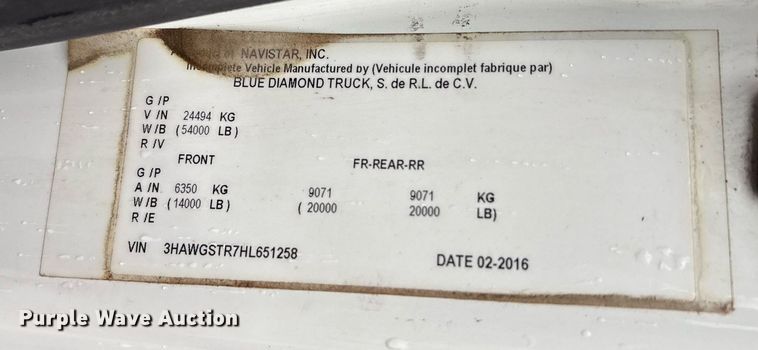 NAVISTAR, INC.
Incomplete Vehicle Manufactured by (Vehicule incomplet fabrique par)
BLUE DIAMOND TRUCK, S. de R.L. de C.V.
G /P
V /N 24494 KG
W/B (54000 LB)
R /V
FRONT FR-REAR-RR
G /P
A /N 6350 KG 9071 9071 KG
W/B (14000 LB) ( 20000 20000 LB)
R /E
VIN 3HAWGSTR7HL651258 DATE 02-2016
Purple Wave Auction